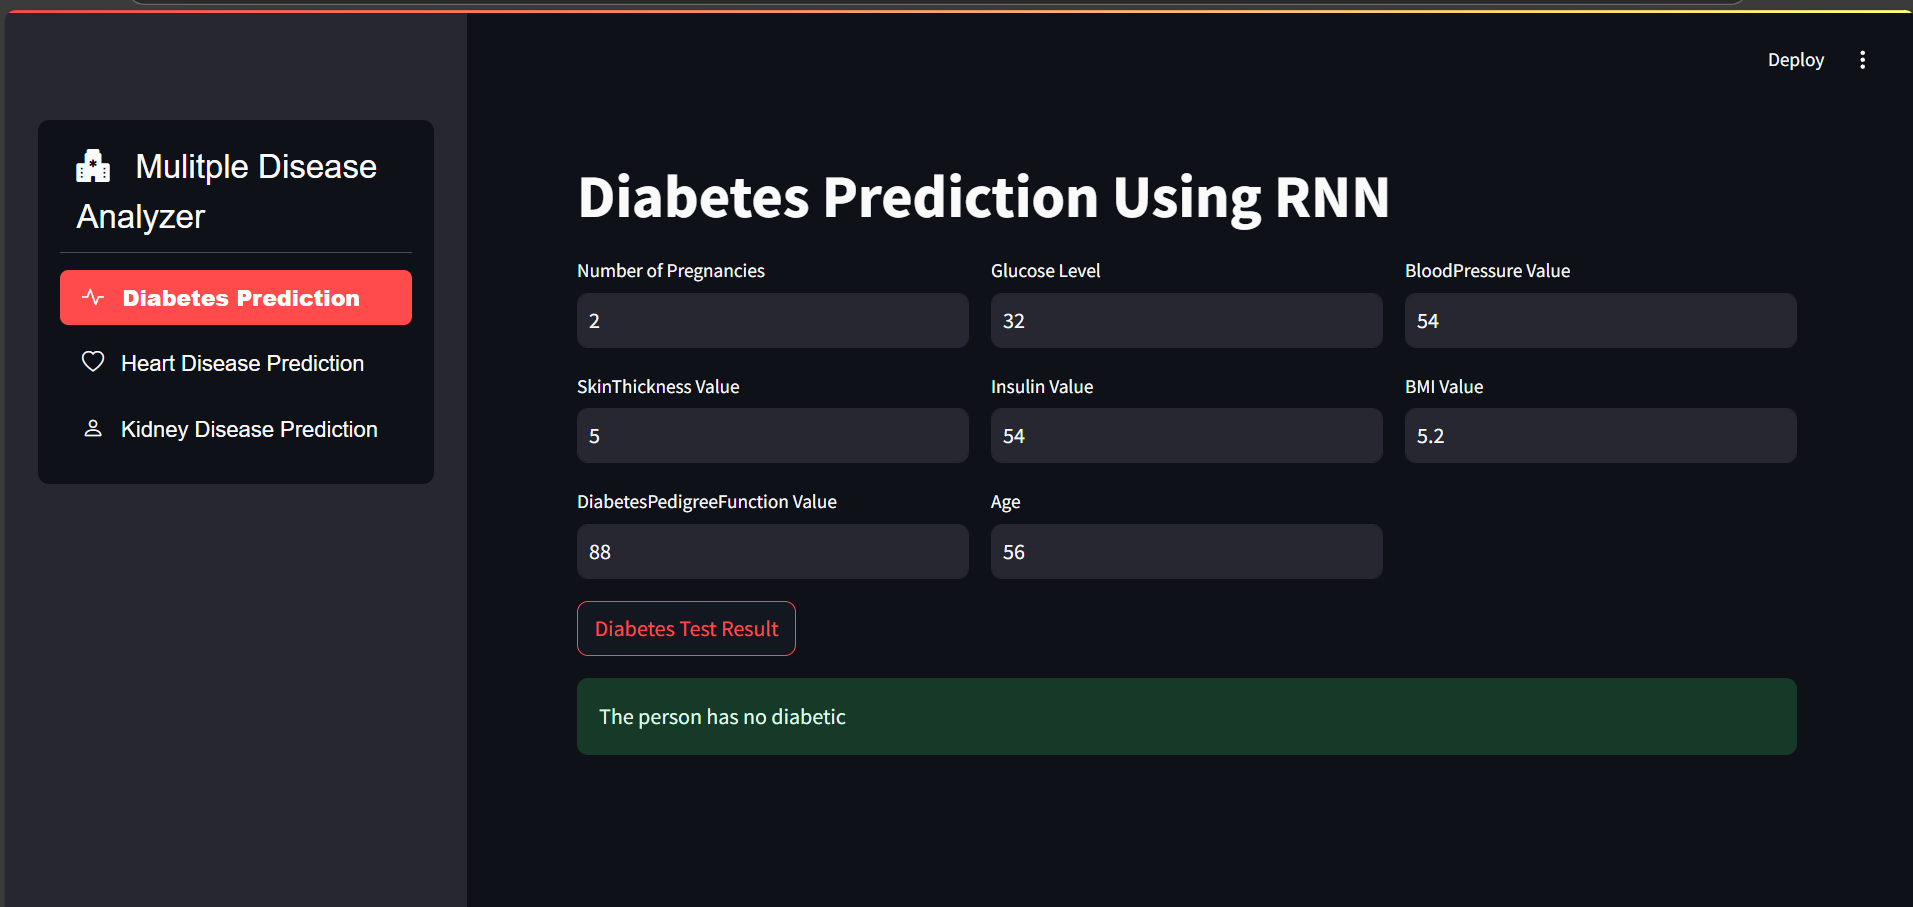 Deploy
Mulitple Disease
Analyzer
Diabetes Prediction
Heart Disease Prediction
Kidney Disease Prediction
Diabetes Prediction Using RNN
Number of Pregnancies
Glucose Level
BloodPressure Value
2
32
54
SkinThickness Value
Insulin Value
BMI Value
5
54
5.2
DiabetesPedigreeFunction Value
Age
88
56
Diabetes Test Result
The person has no diabetic